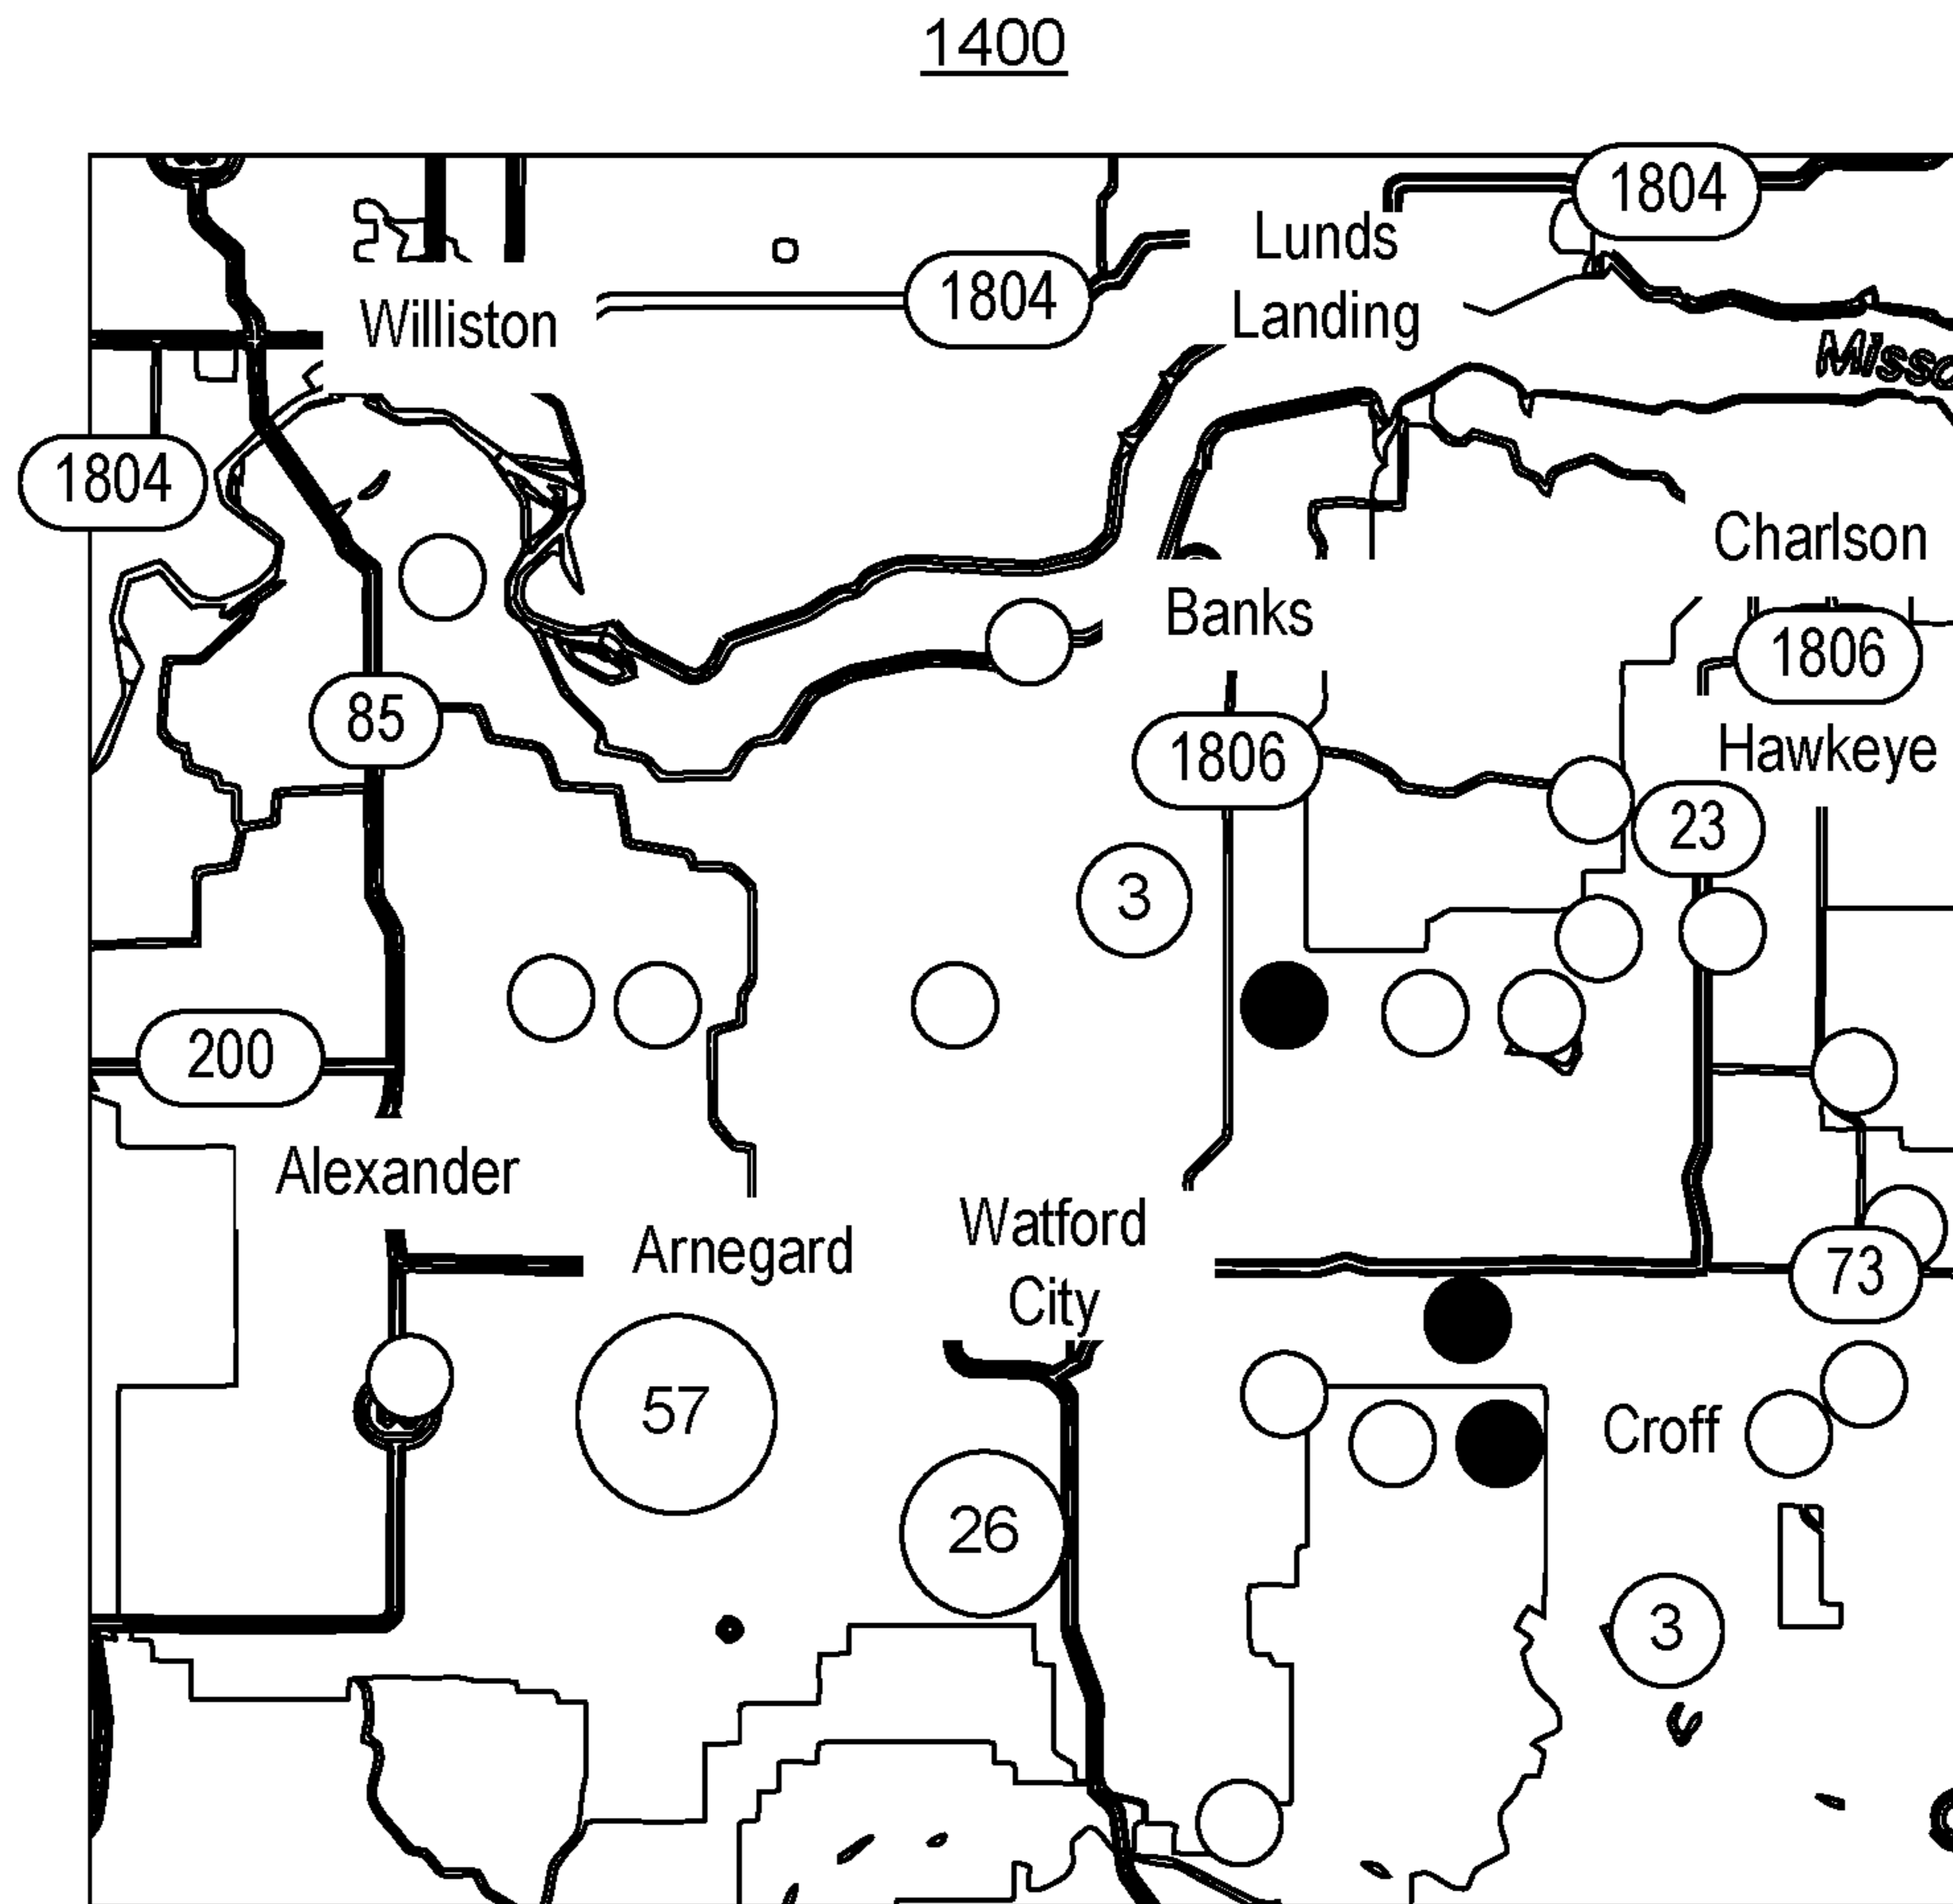 1400
1804
Lunds
Landing
1804
Williston
1804
Charlson
Banks
1806
85
1806
Hawkeye
23
3
200
Alexander
Watford
City
Arnegard
73
57
Croff
26
3